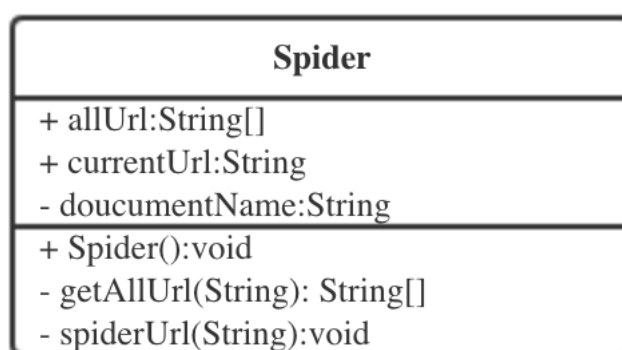 Spider
+ allUrl:String[]
+ currentUrl:String
- doucumentName:String
+ Spider():void
- getAllUrl(String): String[]
- spiderUrl(String):void